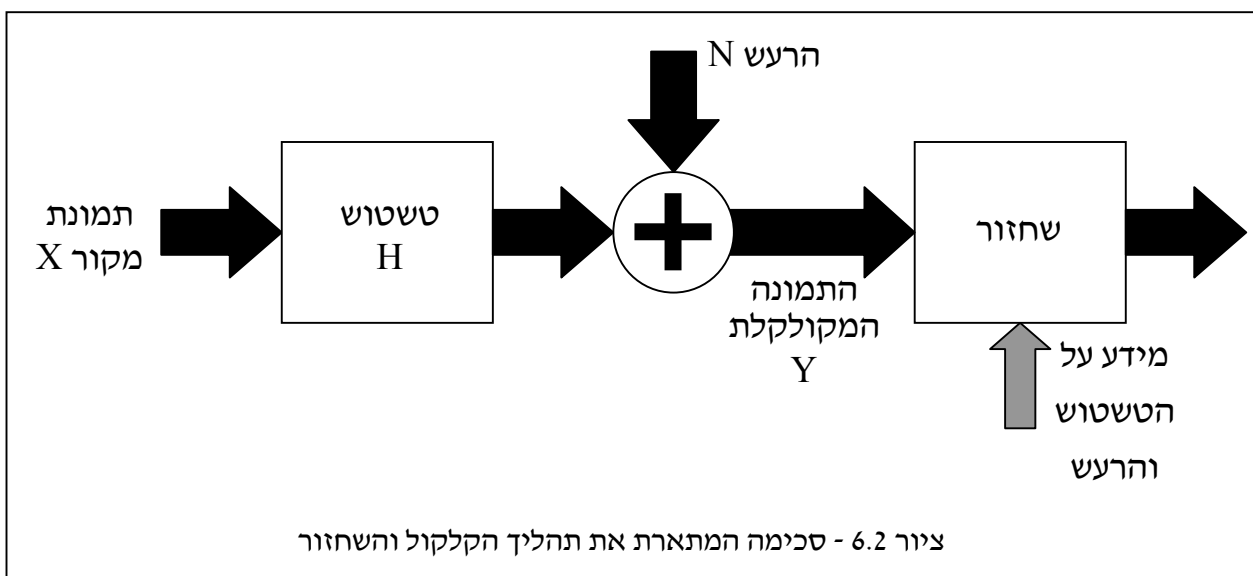 הרעש N
תמונת
מקור X
טשטוש
H
שחזור
התמונה
המקולקלת
Y
מידע על
הטשטוש
והרעש
ציור 6.2 - סכימה המתארת את תהליך הקלקול והשחזור